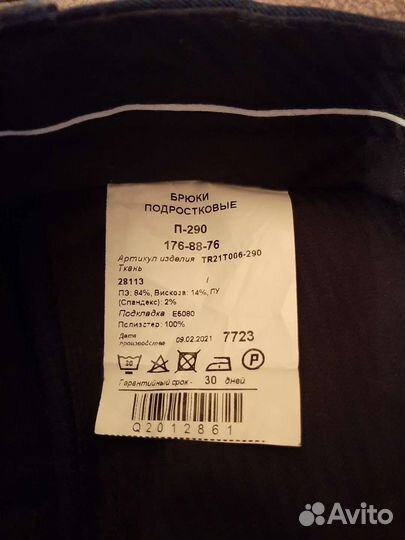 БРЮКИ
ПОДРОСТКОВЫЕ
П-290
176-88-76
Артикул изделия TR21T006-290
Ткань
28113 /
ПЭ: 84%, Вискоза: 14%, ПУ
(Спандекс): 2%
Подкладка E5080
Полиэстер: 100%
Дата производства 09.02.2021 7723
30 P
Гарантийный срок - 30 дней
Q2012861
Avito